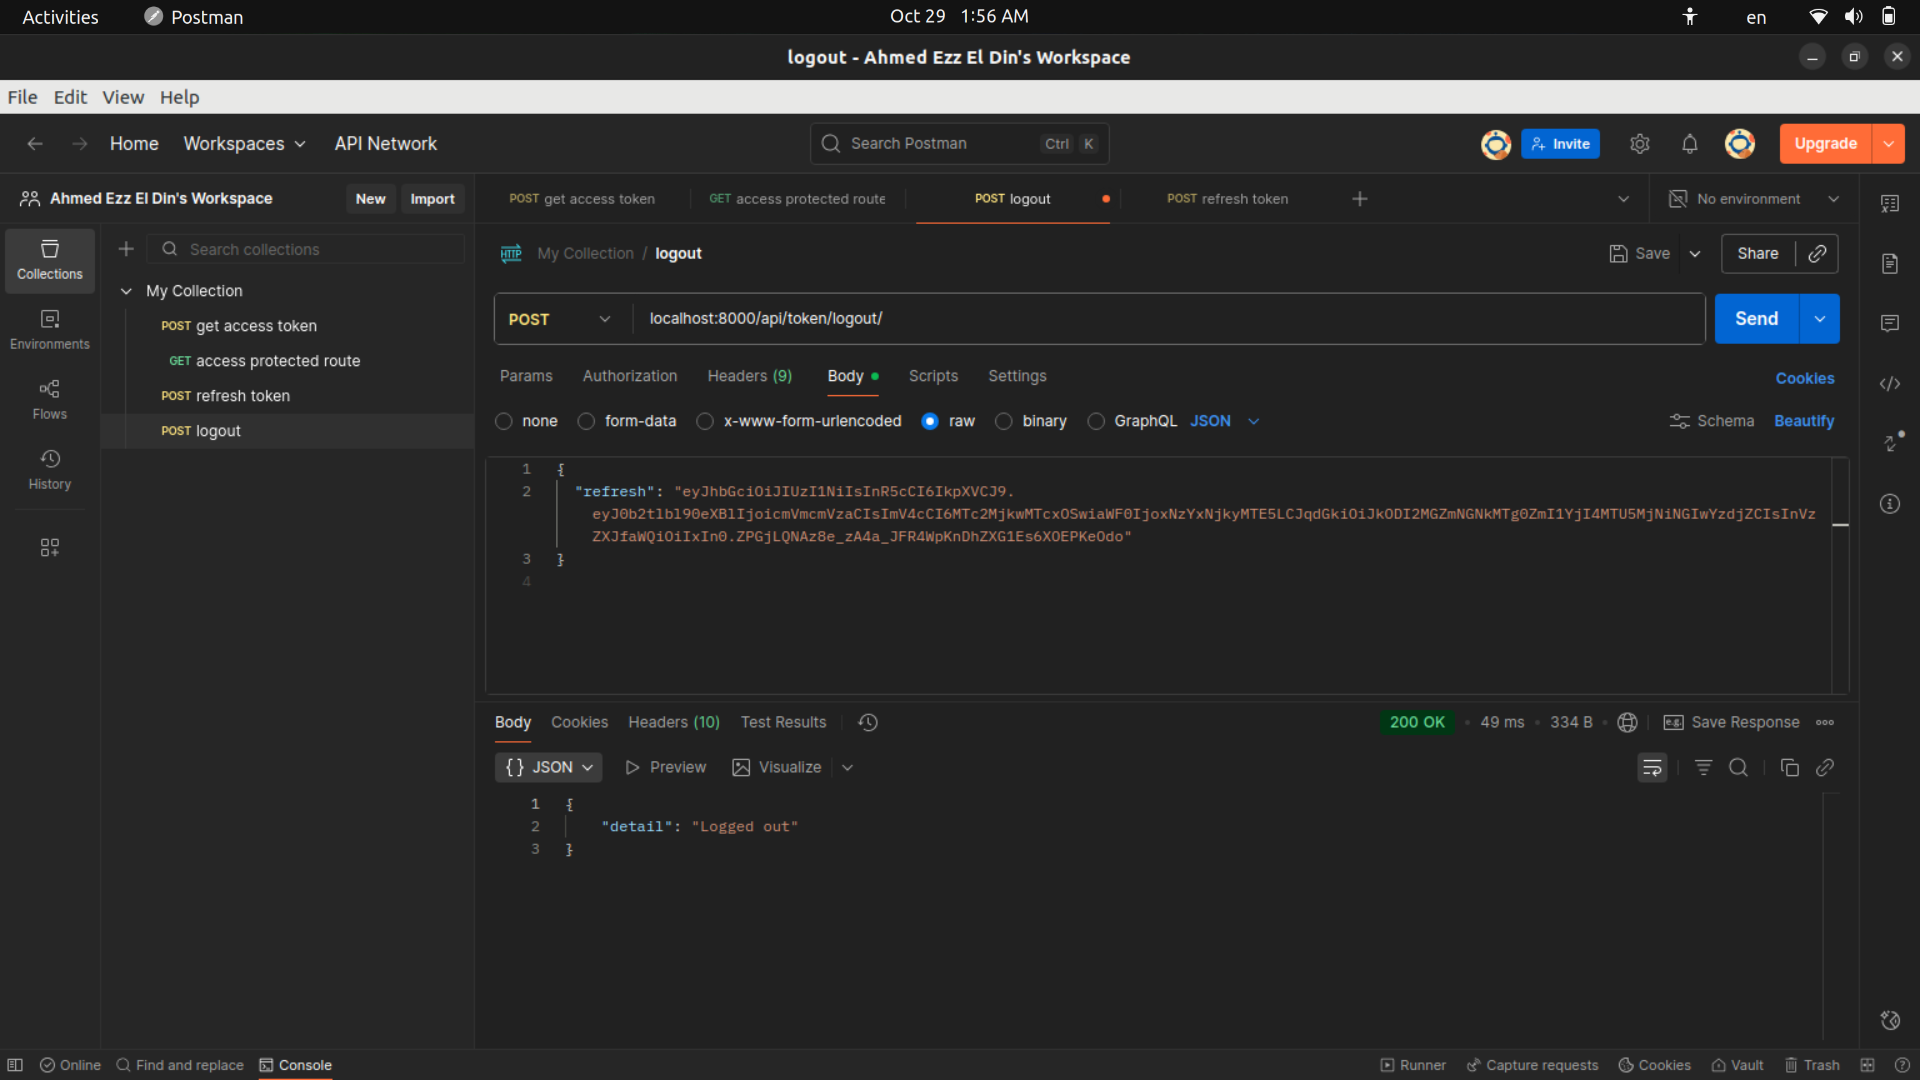 Activities
Postman
Oct 29 1:56 AM
en
logout - Ahmed Ezz El Din's Workspace
File Edit View Help
Home
Workspaces
API Network
Search Postman
Ctrl K
Invite
Upgrade
Ahmed Ezz El Din's Workspace
New
Import
POST get access token
GET access protected route
POST logout
POST refresh token
No environment
Collections
Environments
Flows
History
Search collections
My Collection
POST get access token
GET access protected route
POST refresh token
POST logout
HTTP
My Collection / logout
Save
Share
POST
localhost:8000/api/token/logout/
Send
Params
Authorization
Headers (9)
Body
Scripts
Settings
Cookies
none
form-data
x-www-form-urlencoded
raw
binary
GraphQL
JSON
Schema
Beautify
1 {
2 "refresh": "eyJhbGciOiJIUzI1NiIsInR5cCI6IkpXVCJ9.
eyJ0b2tlbl90eXBlIjoicmVmcmVzaCIsImV4cCI6MTc2MjkwMTcxOSwiaWF0IjoxNzYxNjkyMTE5LCJqdGkiOiJkODI2MGZmNGNkMTg0ZmI1YjI4MTU5MjNiNGIwYzdjZCIsInVz
ZXJfaWQiOiIxIn0.ZPGjLQNAz8e_zA4a_JFR4WpKnDhZXG1Es6XOEPKeOdo"
3 }
4
Body
Cookies
Headers (10)
Test Results
200 OK
49 ms
334 B
e.g.
Save Response
{} JSON
Preview
Visualize
1 {
2 "detail": "Logged out"
3 }
Online
Find and replace
Console
Runner
Capture requests
Cookies
Vault
Trash